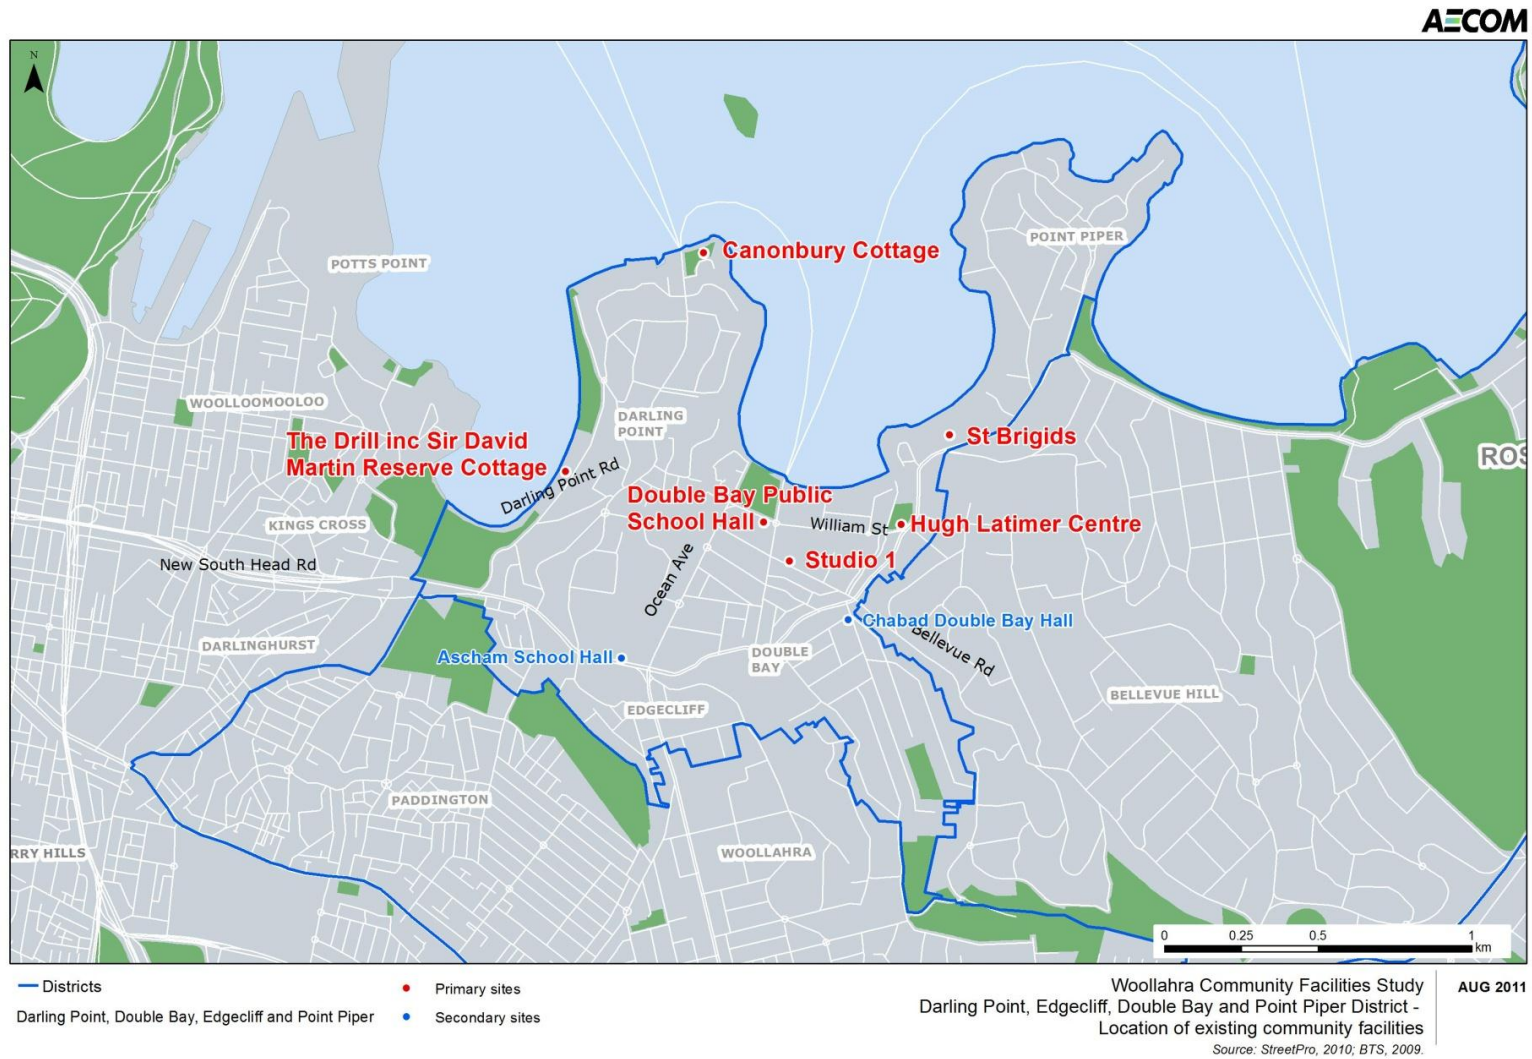 AECOM
N
Canonbury Cottage
POINT PIPER
POTTS POINT
WOOLLOOMOOLOO
DARLING
POINT
The Drill inc Sir David
Martin Reserve Cottage
St Brigids
ROS
Darling Point Rd
Double Bay Public
School Hall
William St
Hugh Latimer Centre
KINGS CROSS
New South Head Rd
Studio 1
Ocean Ave
Chabad Double Bay Hall
Bellevue Rd
DARLINGHURST
Ascham School Hall
DOUBLE
BAY
BELLEVUE HILL
EDGECLIFF
PADDINGTON
RRY HILLS
WOOLLAHRA
0 0.25 0.5 1
km
Districts
Darling Point, Double Bay, Edgecliff and Point Piper
Primary sites
Secondary sites
Woollahra Community Facilities Study
Darling Point, Edgecliff, Double Bay and Point Piper District -
Location of existing community facilities
Source: StreetPro, 2010; BTS, 2009.
AUG 2011